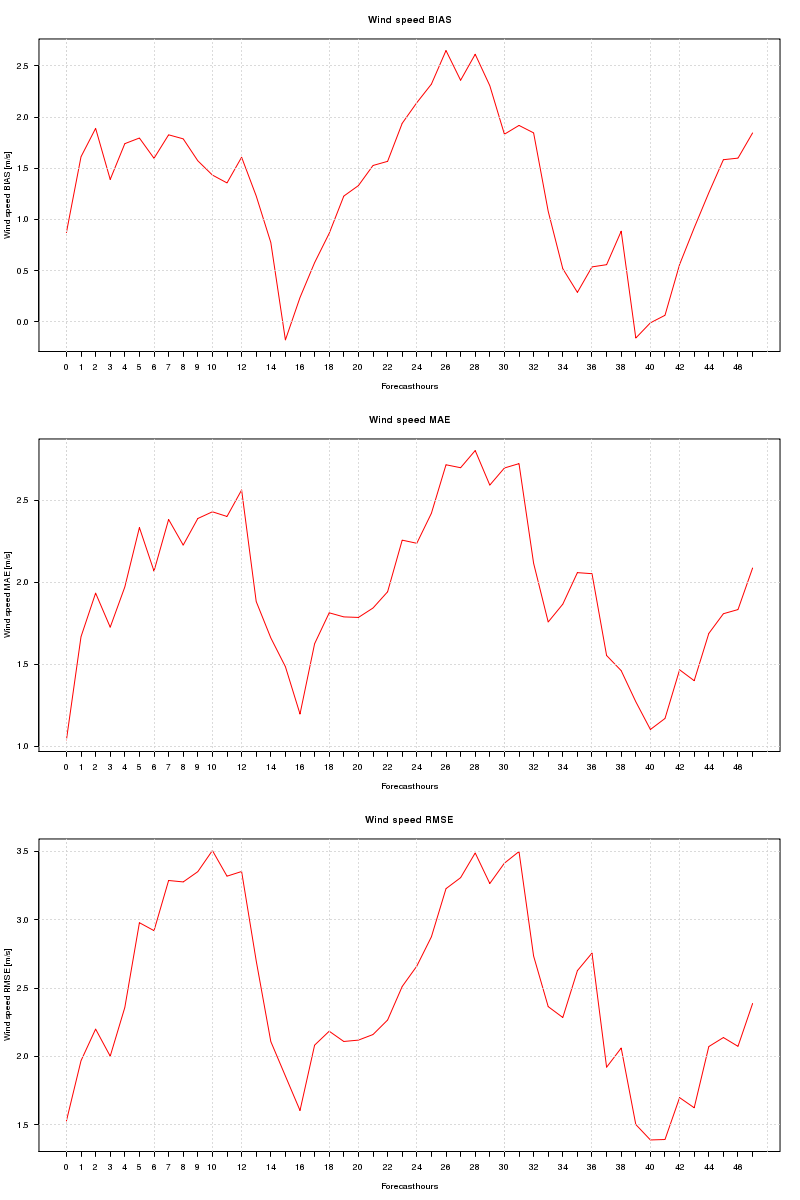 Wind speed BIAS
Wind speed BIAS [m/s]
2.5
2.0
1.5
1.0
0.5
0.0
0 1 2 3 4 5 6 7 8 9 10 12 14 16 18 20 22 24 26 28 30 32 34 36 38 40 42 44 46
Forecasthours
Wind speed MAE
Wind speed MAE [m/s]
2.5
2.0
1.5
1.0
0 1 2 3 4 5 6 7 8 9 10 12 14 16 18 20 22 24 26 28 30 32 34 36 38 40 42 44 46
Forecasthours
Wind speed RMSE
Wind speed RMSE [m/s]
3.5
3.0
2.5
2.0
1.5
0 1 2 3 4 5 6 7 8 9 10 12 14 16 18 20 22 24 26 28 30 32 34 36 38 40 42 44 46
Forecasthours